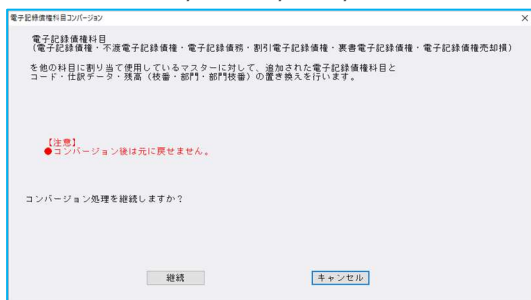 電子記録債権科目コンバージョン
×
電子記録債権科目
(電子記録債権・不渡電子記録債権・電子記録債務・割引電子記録債権・裏書電子記録債権・電子記録債権売却損)
を他の科目に割り当て使用しているマスターに対して、追加された電子記録債権科目と
コード・仕訳データ・残高(枝番・部門・部門枝番)の置き換えを行います。
【注意】
●コンバージョン後は元に戻せません。
コンバージョン処理を継続しますか?
継続
キャンセル